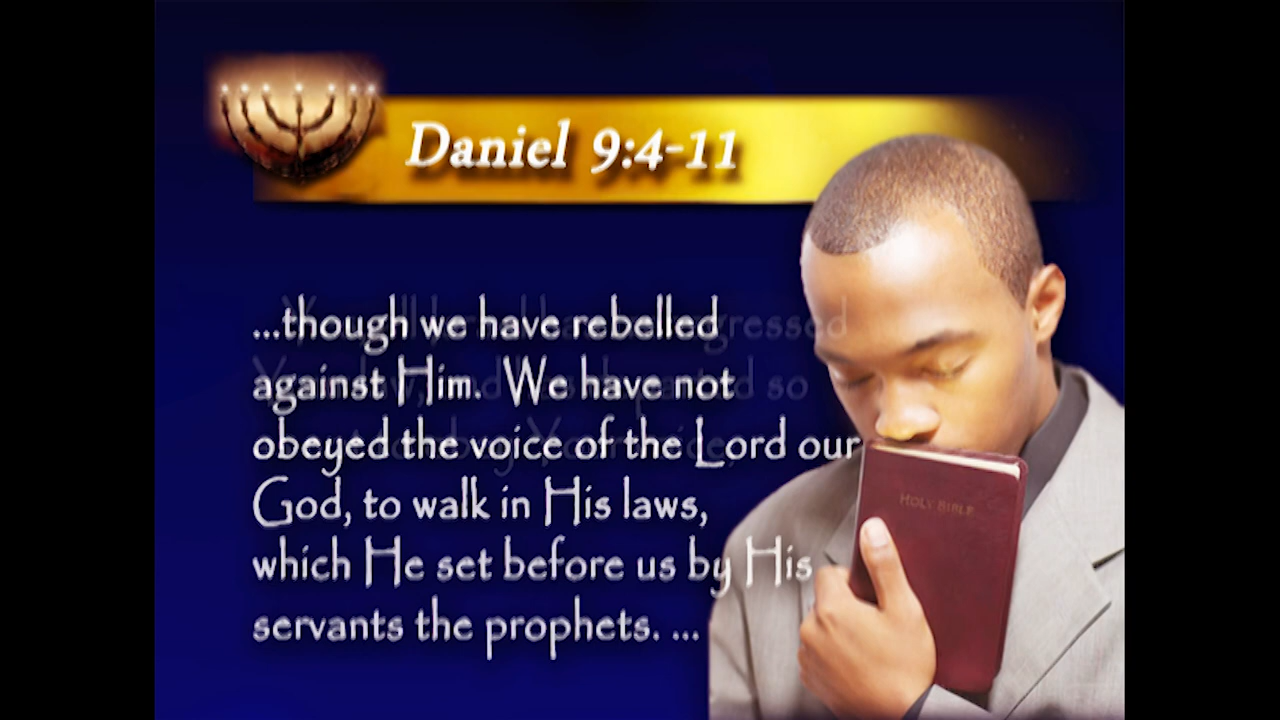 Daniel 9:4-11
...though we have rebelled
against Him. We have not
obeyed the voice of the Lord our
God, to walk in His laws,
which He set before us by His
servants the prophets. ...
HOLY BIBLE